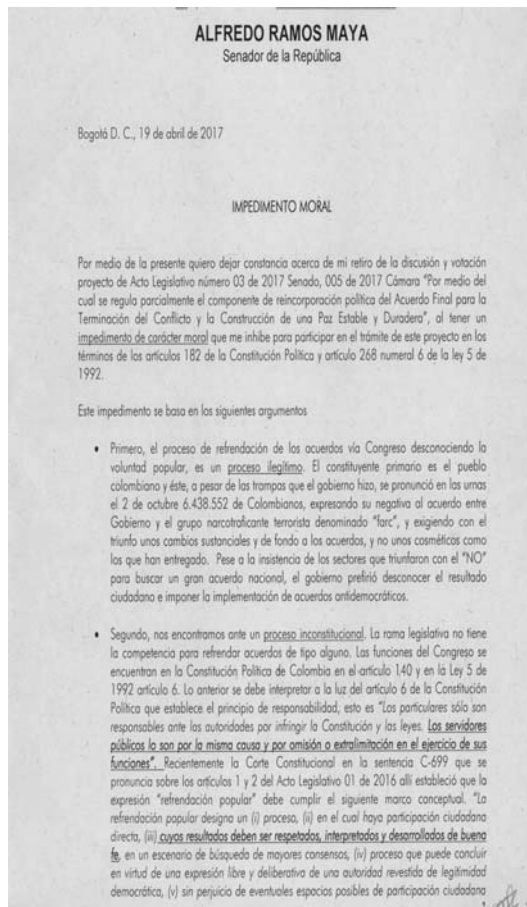 ALFREDO RAMOS MAYA
Senador de la República
Bogotá D. C., 19 de abril de 2017
IMPEDIMENTO MORAL
Por medio de la presente quiero dejar constancia acerca de mi retiro de la discusión y votación
proyecto de Acto Legislativo número 03 de 2017 Senado, 005 de 2017 Cámara "Por medio del
cual se regula parcialmente el componente de reincorporación política del Acuerdo Final para la
Terminación del Conflicto y la Construcción de una Paz Estable y Duradera", al tener un
impedimento de carácter moral que me inhibe para participar en el trámite de este proyecto en los
términos de los artículos 182 de la Constitución Política y artículo 268 numeral 6 de la ley 5 de
1992.
Este impedimento se basa en los siguientes argumentos
• Primero, el proceso de refrendación de los acuerdos vía Congreso desconociendo la
voluntad popular, es un proceso ilegítimo. El constituyente primario es el pueblo
colombiano y éste, a pesar de las trampas que el gobierno hizo, se pronunció en las urnas
el 2 de octubre 6.438.552 de Colombianos, expresando su negativa al acuerdo entre
Gobierno y el grupo narcotraficante terrorista denominado "farc", y exigiendo con el
triunfo unos cambios sustanciales y de fondo a los acuerdos, y no unos cosméticos como
los que han entregado. Pese a la insistencia de los sectores que triunfaron con el "NO"
para buscar un gran acuerdo nacional, el gobierno prefirió desconocer el resultado
ciudadano e imponer la implementación de acuerdos antidemocráticos.
• Segundo, nos encontramos ante un proceso inconstitucional. La rama legislativa no tiene
la competencia para refrendar acuerdos de tipo alguno. Las funciones del Congreso se
encuentran en la Constitución Política de Colombia en el artículo 140 y en la Ley 5 de
1992 artículo 6. Lo anterior se debe interpretar a la luz del artículo 6 de la Constitución
Política que establece el principio de responsabilidad, esto es "Los particulares sólo son
responsables ante las autoridades por infringir la Constitución y las leyes. Los servidores
públicos lo son por la misma causa y por omisión o extralimitación en el ejercicio de sus
funciones". Recientemente la Corte Constitucional en la sentencia C-699 que se
pronuncia sobre los artículos 1 y 2 del Acto Legislativo 01 de 2016 allí estableció que la
expresión "refrendación popular" debe cumplir el siguiente marco conceptual. "La
refrendación popular designa un (i) proceso, (ii) en el cual haya participación ciudadana
directa, (iii) cuyos resultados deben ser respetados, interpretados y desarrollados de buena
fe, en un escenario de búsqueda de mayores consensos, (iv) proceso que puede concluir
en virtud de una expresión libre y deliberativa de una autoridad revestida de legitimidad
democrática, (v) sin perjuicio de eventuales espacios posibles de participación ciudadana
1